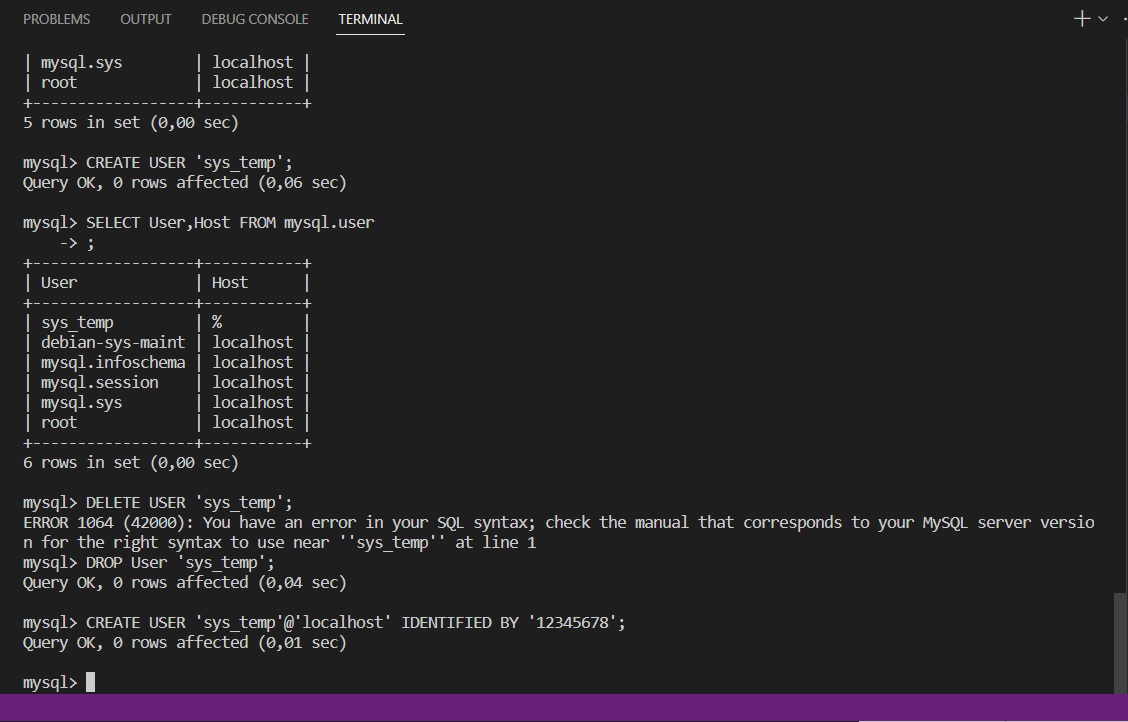 PROBLEMS OUTPUT DEBUG CONSOLE TERMINAL
| mysql.sys        | localhost |
| root             | localhost |
+------------------+-----------+
5 rows in set (0,00 sec)
mysql> CREATE USER 'sys_temp';
Query OK, 0 rows affected (0,06 sec)
mysql> SELECT User,Host FROM mysql.user
    -> ;
+------------------+-----------+
| User             | Host      |
+------------------+-----------+
| sys_temp         | %         |
| debian-sys-maint | localhost |
| mysql.infoschema | localhost |
| mysql.session    | localhost |
| mysql.sys        | localhost |
| root             | localhost |
+------------------+-----------+
6 rows in set (0,00 sec)
mysql> DELETE USER 'sys_temp';
ERROR 1064 (42000): You have an error in your SQL syntax; check the manual that corresponds to your MySQL server versio
n for the right syntax to use near ''sys_temp'' at line 1
mysql> DROP User 'sys_temp';
Query OK, 0 rows affected (0,04 sec)
mysql> CREATE USER 'sys_temp'@'localhost' IDENTIFIED BY '12345678';
Query OK, 0 rows affected (0,01 sec)
mysql>